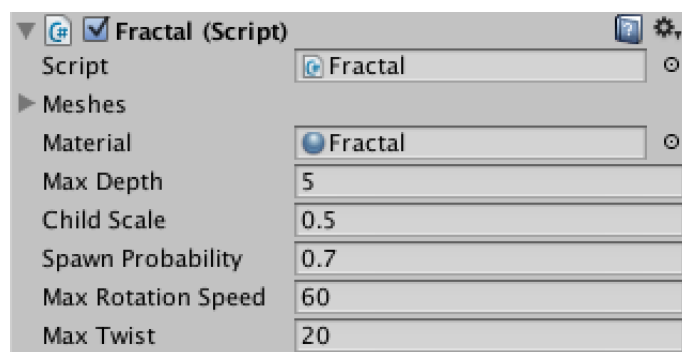 Fractal (Script)
Script Fractal
Meshes
Material Fractal
Max Depth 5
Child Scale 0.5
Spawn Probability 0.7
Max Rotation Speed 60
Max Twist 20